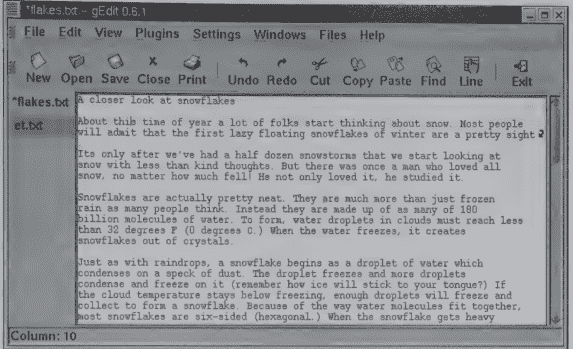 *flakes.txt - gEdit 0.6.1
File Edit View Plugins Settings Windows Files Help
New Open Save Close Print Undo Redo Cut Copy Paste Find Line Exit
*flakes.txt
et.txt
A closer look at snowflakes
About this time of year a lot of folks start thinking about snow. Most people
will admit that the first lazy floating snowflakes of winter are a pretty sight
Its only after we've had a half dozen snowstorms that we start looking at
snow with less than kind thoughts. But there was once a man who loved all
snow, no matter how much fell! He not only loved it, he studied it.
Snowflakes are actually pretty neat. They are much more than just frozen
rain as many people think. Instead they are made up of as many of 180
billion molecules of water. To form, water droplets in clouds must reach less
than 32 degrees F (0 degrees C.) When the water freezes, it creates
snowflakes out of crystals.
Just as with raindrops, a snowflake begins as a droplet of water which
condenses on a speck of dust. The droplet freezes and more droplets
condense and freeze on it (remember how ice will stick to your tongue?) If
the cloud temperature stays below freezing, enough droplets will freeze and
collect to form a snowflake. Because of the way water molecules fit together,
most snowflakes are six-sided (hexagonal.) When the snowflake gets heavy
Column: 10